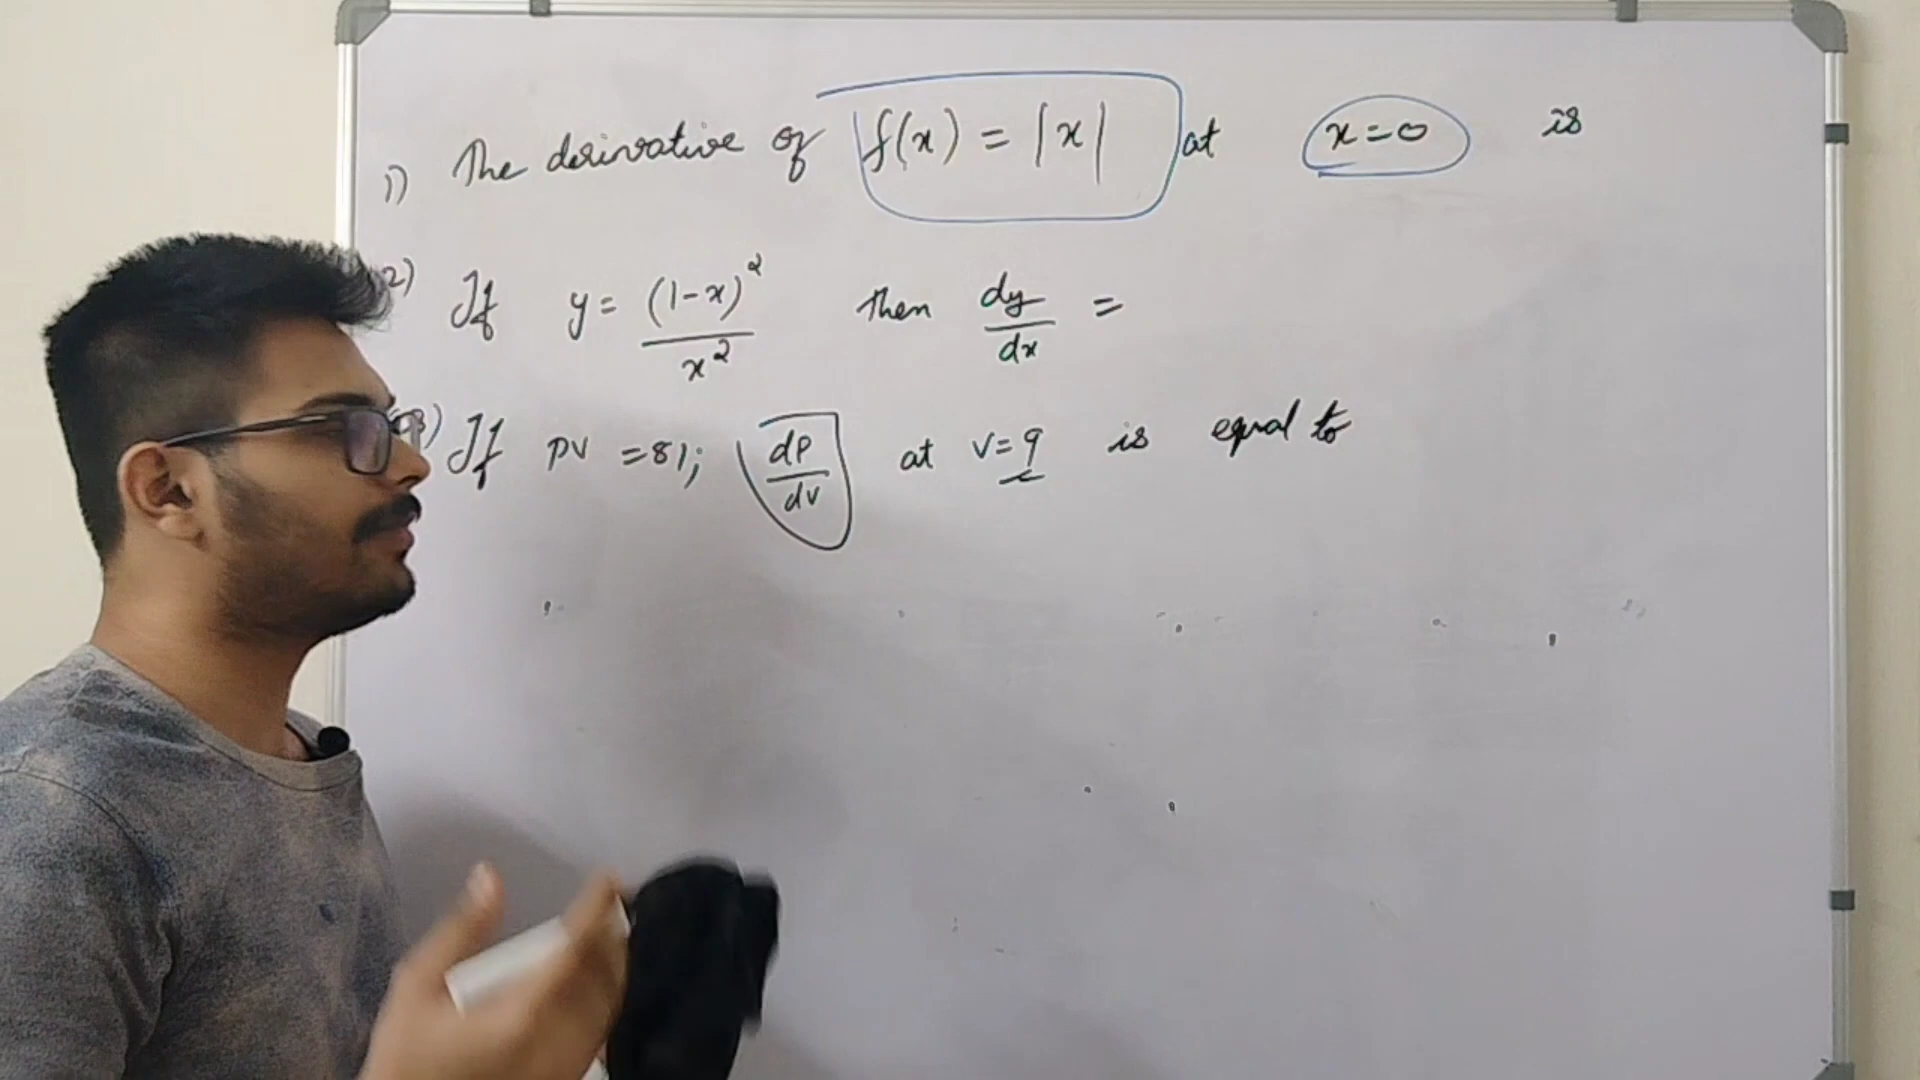 1) The derivative of f(x) = |x| at x=0 is
2) If y = (1-x)² / x² then dy/dx =
3) If PV = 81; dP/dV at V=9 is equal to